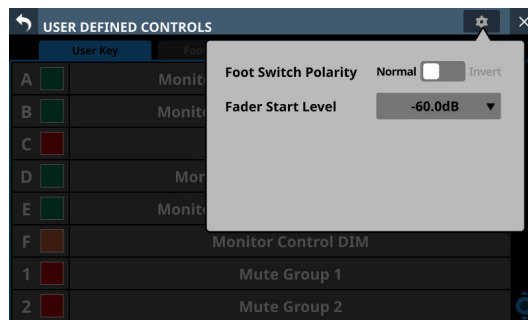 USER DEFINED CONTROLS
User Key
Foot Switch Polarity Normal Invert
Fader Start Level -60.0dB
A
B
C
D
E
F Monitor Control DIM
1 Mute Group 1
2 Mute Group 2